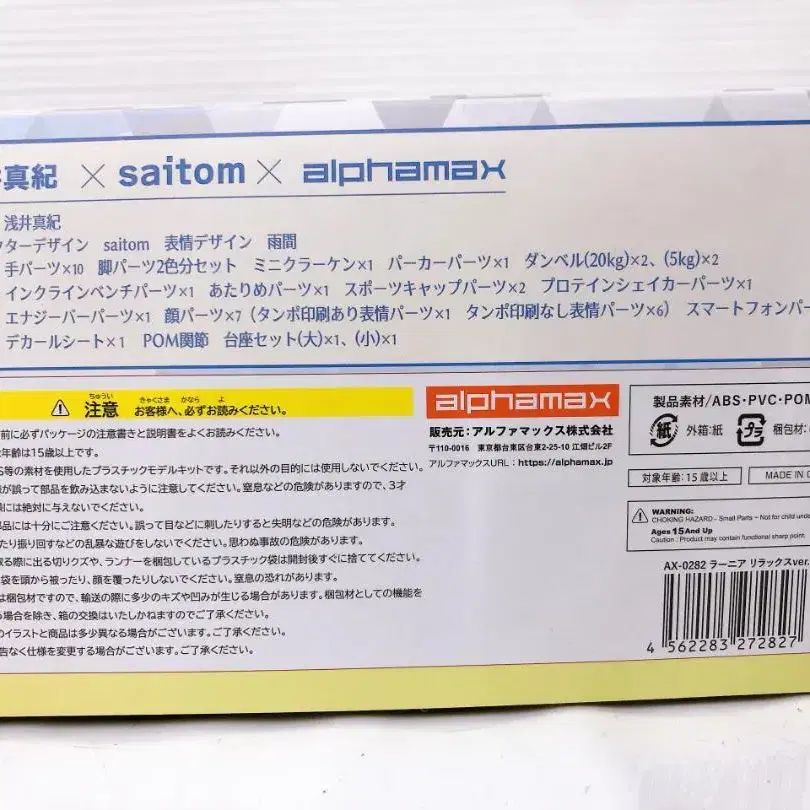 井真紀 × saitom × alphamax
浅井真紀
クターデザイン saitom 表情デザイン 雨間
手パーツ×10 脚パーツ2色分セット ミニクラーケン×1 パーカーパーツ×1 ダンベル(20kg)×2、(5kg)×2
インクラインベンチパーツ×1 あたりめパーツ×1 スポーツキャップパーツ×2 プロテインシェイカーパーツ×1
エナジーバーパーツ×1 顔パーツ×7（タンポ印刷あり表情パーツ×1 タンポ印刷なし表情パーツ×6） スマートフォンパー
デカールシート×1 POM関節 台座セット(大)×1、(小)×1
ちゅうい きゃくさま かなら よ
注意 お客様へ、必ずお読みください。
前に必ずパッケージの注意書きと説明書をよくお読みください。
年齢は15歳以上です。
S等の素材を使用したプラスチックモデルキットです。それ以外の目的には使用しないでください。
が誤って部品を飲み込まないように注意してください。窒息などの危険がありますので、3才
には絶対に与えないでください。
部品には十分にご注意ください。誤って目などに刺したりすると失明などの危険があります。
たり振り回すなどの乱暴な遊びをしないでください。思わぬ事故の危険があります。
取る際に出る切りクズや、ランナーを梱包しているプラスチック袋は開封後すぐに捨ててください。
袋を頭から被ったり、顔を覆ったりしないでください。窒息の恐れがあります。
は梱包材ですので、輸送の際に多少のキズや凹みが生じる場合があります。梱包材としての機能を
場合を除き、箱の交換はいたしかねますのでご了承ください。
のイラストと商品は多少異なる場合がございます。ご了承ください。
告なく仕様を変更する場合がございます。ご了承ください。
alphamax
販売元：アルファマックス株式会社
〒110-0016 東京都台東区台東2-25-10 江畑ビル2F
アルファマックスURL：https://alphamax.jp
製品素材/ABS・PVC・POM
紙 外箱:紙 プラ 梱包材:
対象年齢：15歳以上 MADE IN C
WARNING:
CHOKING HAZARD - Small Parts - Not for child unde
Ages 15 And Up
Caution : Product may contain functional sharp point.
AX-0282 ラーニア リラックスver.
4 562283 272827